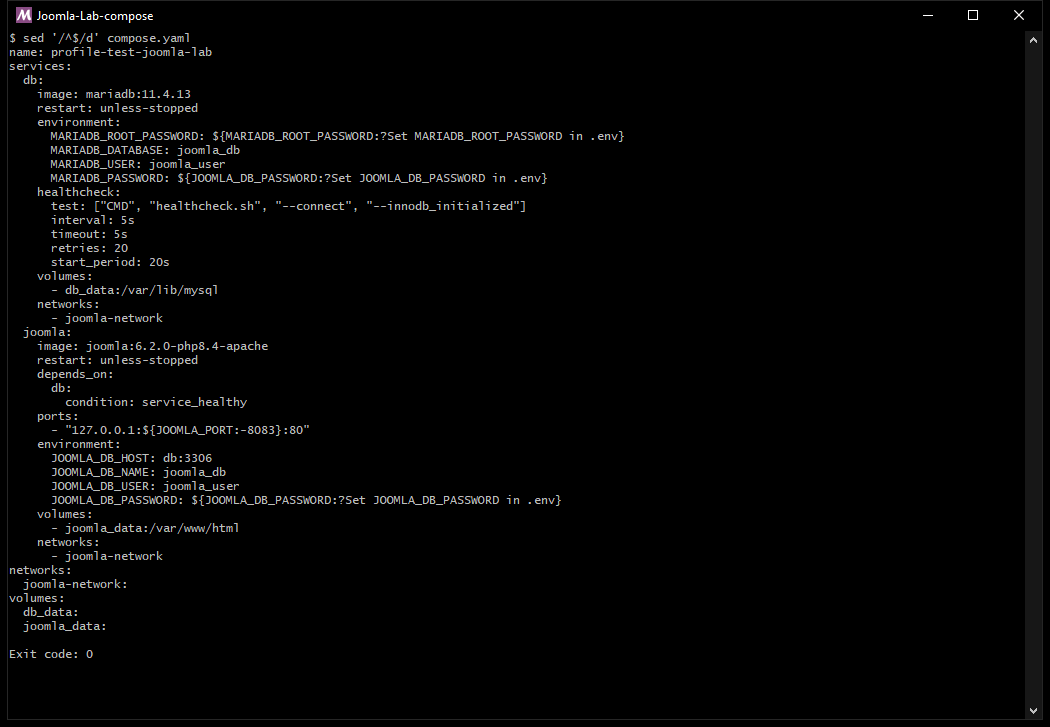 Joomla-Lab-compose
$ sed '/^$/d' compose.yaml
name: profile-test-joomla-lab
services:
  db:
    image: mariadb:11.4.13
    restart: unless-stopped
    environment:
      MARIADB_ROOT_PASSWORD: ${MARIADB_ROOT_PASSWORD:?Set MARIADB_ROOT_PASSWORD in .env}
      MARIADB_DATABASE: joomla_db
      MARIADB_USER: joomla_user
      MARIADB_PASSWORD: ${JOOMLA_DB_PASSWORD:?Set JOOMLA_DB_PASSWORD in .env}
    healthcheck:
      test: ["CMD", "healthcheck.sh", "--connect", "--innodb_initialized"]
      interval: 5s
      timeout: 5s
      retries: 20
      start_period: 20s
    volumes:
      - db_data:/var/lib/mysql
    networks:
      - joomla-network
  joomla:
    image: joomla:6.2.0-php8.4-apache
    restart: unless-stopped
    depends_on:
      db:
        condition: service_healthy
    ports:
      - "127.0.0.1:${JOOMLA_PORT:-8083}:80"
    environment:
      JOOMLA_DB_HOST: db:3306
      JOOMLA_DB_NAME: joomla_db
      JOOMLA_DB_USER: joomla_user
      JOOMLA_DB_PASSWORD: ${JOOMLA_DB_PASSWORD:?Set JOOMLA_DB_PASSWORD in .env}
    volumes:
      - joomla_data:/var/www/html
    networks:
      - joomla-network
networks:
  joomla-network:
volumes:
  db_data:
  joomla_data:

Exit code: 0